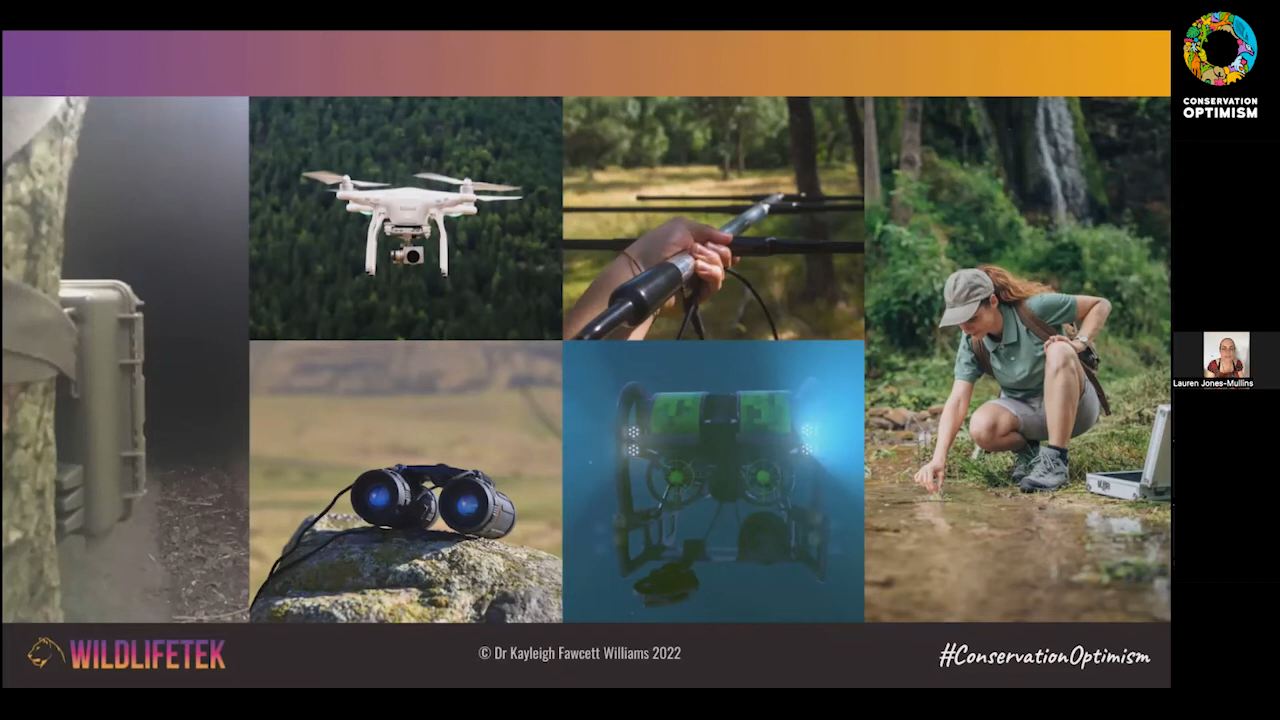 CONSERVATION
OPTIMISM
Lauren Jones-Mullins
WILDLIFETEK
© Dr Kayleigh Fawcett Williams 2022
#ConservationOptimism